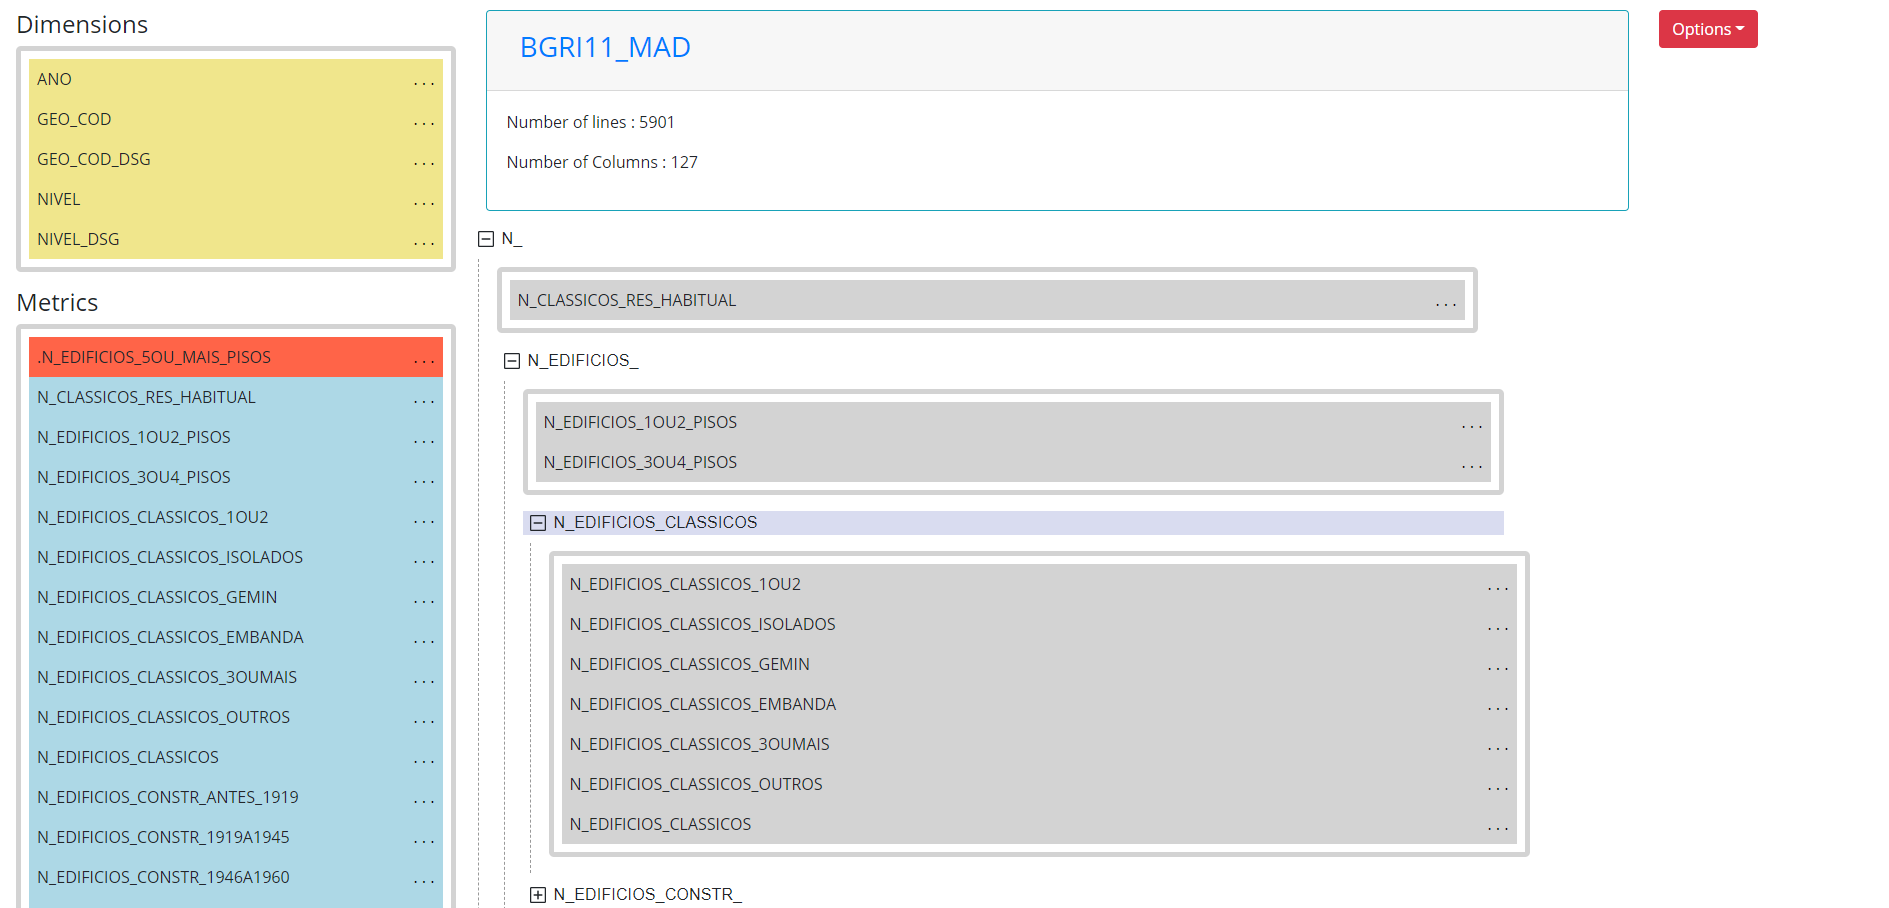 Dimensions
ANO ...
GEO_COD ...
GEO_COD_DSG ...
NIVEL ...
NIVEL_DSG ...
Metrics
.N_EDIFICIOS_5OU_MAIS_PISOS ...
N_CLASSICOS_RES_HABITUAL ...
N_EDIFICIOS_1OU2_PISOS ...
N_EDIFICIOS_3OU4_PISOS ...
N_EDIFICIOS_CLASSICOS_1OU2 ...
N_EDIFICIOS_CLASSICOS_ISOLADOS ...
N_EDIFICIOS_CLASSICOS_GEMIN ...
N_EDIFICIOS_CLASSICOS_EMBANDA ...
N_EDIFICIOS_CLASSICOS_3OUMAIS ...
N_EDIFICIOS_CLASSICOS_OUTROS ...
N_EDIFICIOS_CLASSICOS ...
N_EDIFICIOS_CONSTR_ANTES_1919 ...
N_EDIFICIOS_CONSTR_1919A1945 ...
N_EDIFICIOS_CONSTR_1946A1960 ...
BGRI11_MAD
Number of lines : 5901
Number of Columns : 127
N_
N_CLASSICOS_RES_HABITUAL ...
N_EDIFICIOS_
N_EDIFICIOS_1OU2_PISOS ...
N_EDIFICIOS_3OU4_PISOS ...
N_EDIFICIOS_CLASSICOS
N_EDIFICIOS_CLASSICOS_1OU2 ...
N_EDIFICIOS_CLASSICOS_ISOLADOS ...
N_EDIFICIOS_CLASSICOS_GEMIN ...
N_EDIFICIOS_CLASSICOS_EMBANDA ...
N_EDIFICIOS_CLASSICOS_3OUMAIS ...
N_EDIFICIOS_CLASSICOS_OUTROS ...
N_EDIFICIOS_CLASSICOS ...
N_EDIFICIOS_CONSTR_
Options